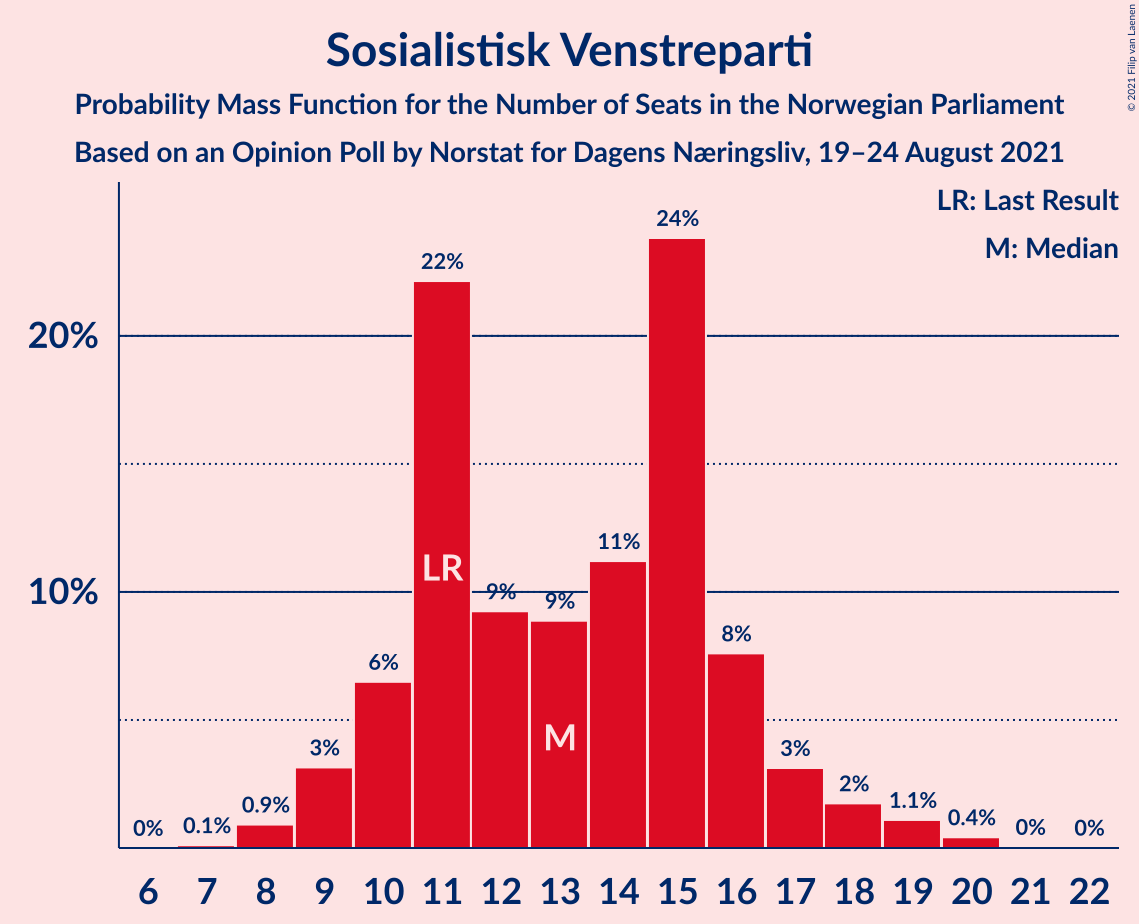 Sosialistisk Venstreparti
Probability Mass Function for the Number of Seats in the Norwegian Parliament
Based on an Opinion Poll by Norstat for Dagens Næringsliv, 19–24 August 2021
© 2021 Filip van Laenen
LR: Last Result
M: Median
24%
22%
20%
11%
LR
10%
9%
9%
8%
6%
M
3%
3%
2%
0.9%
1.1%
0%
0.1%
0.4%
0%
0%
6 7 8 9 10 11 12 13 14 15 16 17 18 19 20 21 22